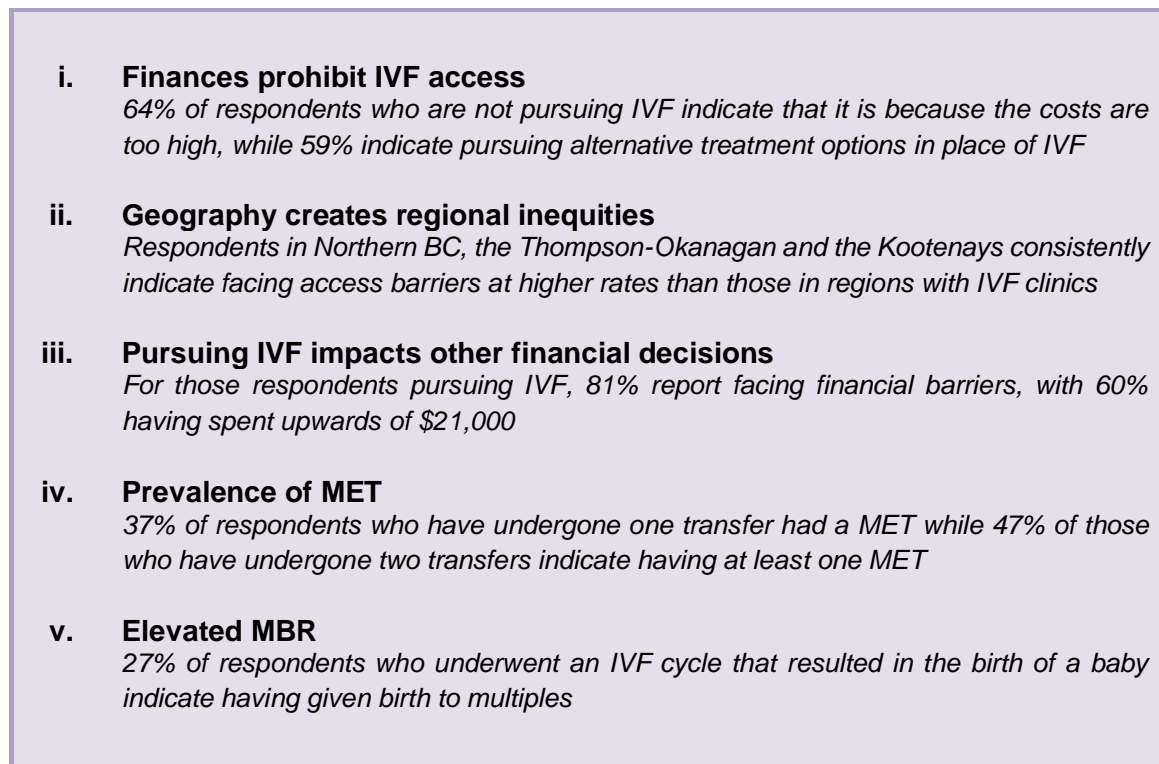 i. Finances prohibit IVF access
64% of respondents who are not pursuing IVF indicate that it is because the costs are
too high, while 59% indicate pursuing alternative treatment options in place of IVF
ii. Geography creates regional inequities
Respondents in Northern BC, the Thompson-Okanagan and the Kootenays consistently
indicate facing access barriers at higher rates than those in regions with IVF clinics
iii. Pursuing IVF impacts other financial decisions
For those respondents pursuing IVF, 81% report facing financial barriers, with 60%
having spent upwards of $21,000
iv. Prevalence of MET
37% of respondents who have undergone one transfer had a MET while 47% of those
who have undergone two transfers indicate having at least one MET
v. Elevated MBR
27% of respondents who underwent an IVF cycle that resulted in the birth of a baby
indicate having given birth to multiples